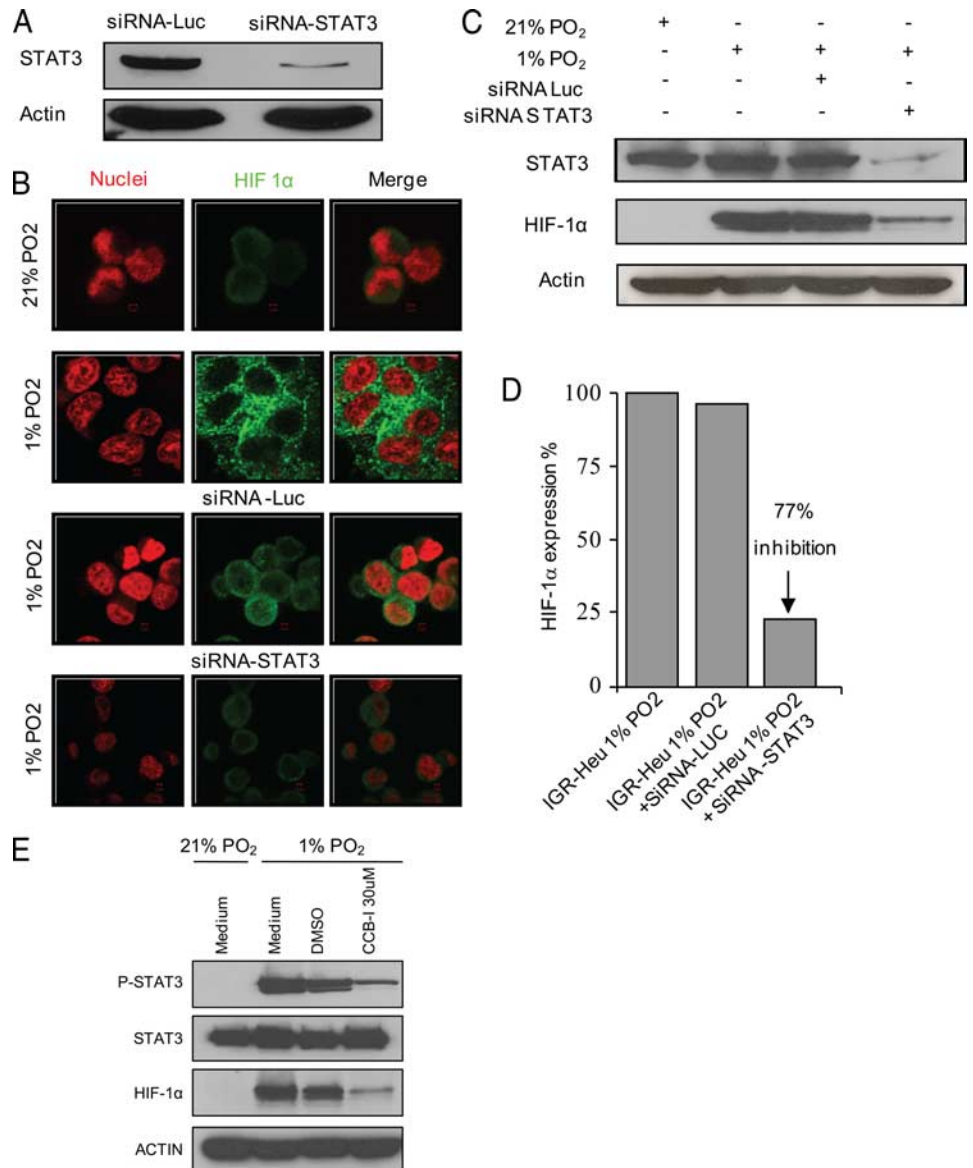 A
siRNA-Luc siRNA-STAT3
STAT3
Actin
B
Nuclei HIF 1α Merge
21% PO2
1% PO2
siRNA-Luc
1% PO2
siRNA-STAT3
1% PO2
C
21% PO2 + - - -
1% PO2 - + + +
siRNA Luc - - + -
siRNA S TAT3 - - - +
STAT3
HIF-1α
Actin
D
HIF-1α expression %
100
75
50
25
0
77%
inhibition
IGR-Heu 1% PO2
IGR-Heu 1% PO2
+SiRNA-LUC
IGR-Heu 1% PO2
+SiRNA-STAT3
E
21% PO2 1% PO2
Medium
Medium
DMSO
CCB-I 30uM
P-STAT3
STAT3
HIF-1α
ACTIN